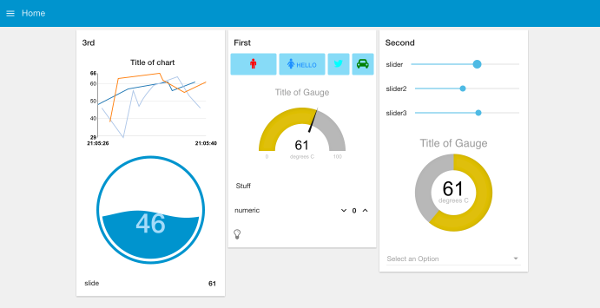 Home
3rd
Title of chart
66
60
50
40
29
21:05:26 21:05:40
46
slide 61
First
HELLO
Title of Gauge
61
0 degrees C 100
Stuff
numeric 0
Second
slider
slider2
slider3
Title of Gauge
61
degrees C
Select an Option